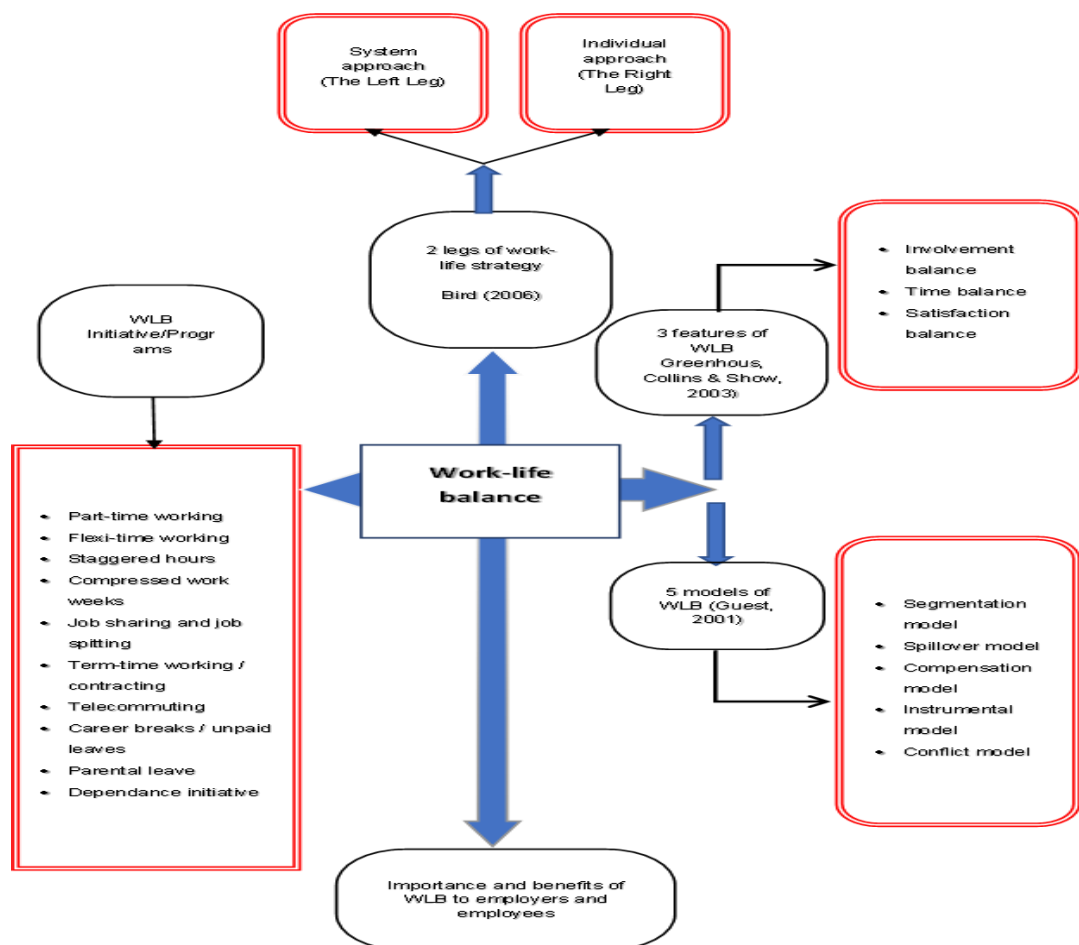 System
approach
(The Left Leg)
Individual
approach
(The Right
Leg)
2 legs of work-
life strategy
Bird (2006)
WLB
Initiative/Progr
ams
3 features of
WLB
Greenhous,
Collins & Show,
2003)
• Involvement
balance
• Time balance
• Satisfaction
balance
Work-life
balance
• Part-time working
• Flexi-time working
• Staggered hours
• Compressed work
weeks
• Job sharing and job
spitting
• Term-time working /
contracting
• Telecommuting
• Career breaks / unpaid
leaves
• Parental leave
• Dependance initiative
5 models of
WLB (Guest,
2001)
• Segmentation
model
• Spillover model
• Compensation
model
• Instrumental
model
• Conflict model
Importance and benefits of
WLB to employers and
employees